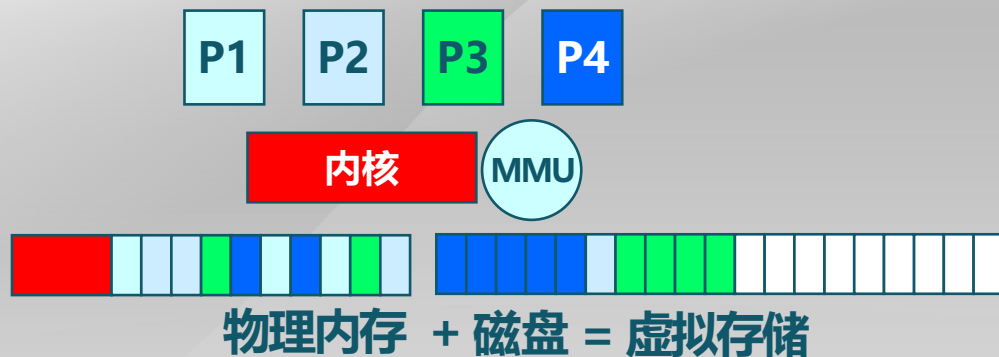 P1 P2 P3 P4
内核 MMU
物理内存 + 磁盘 = 虚拟存储